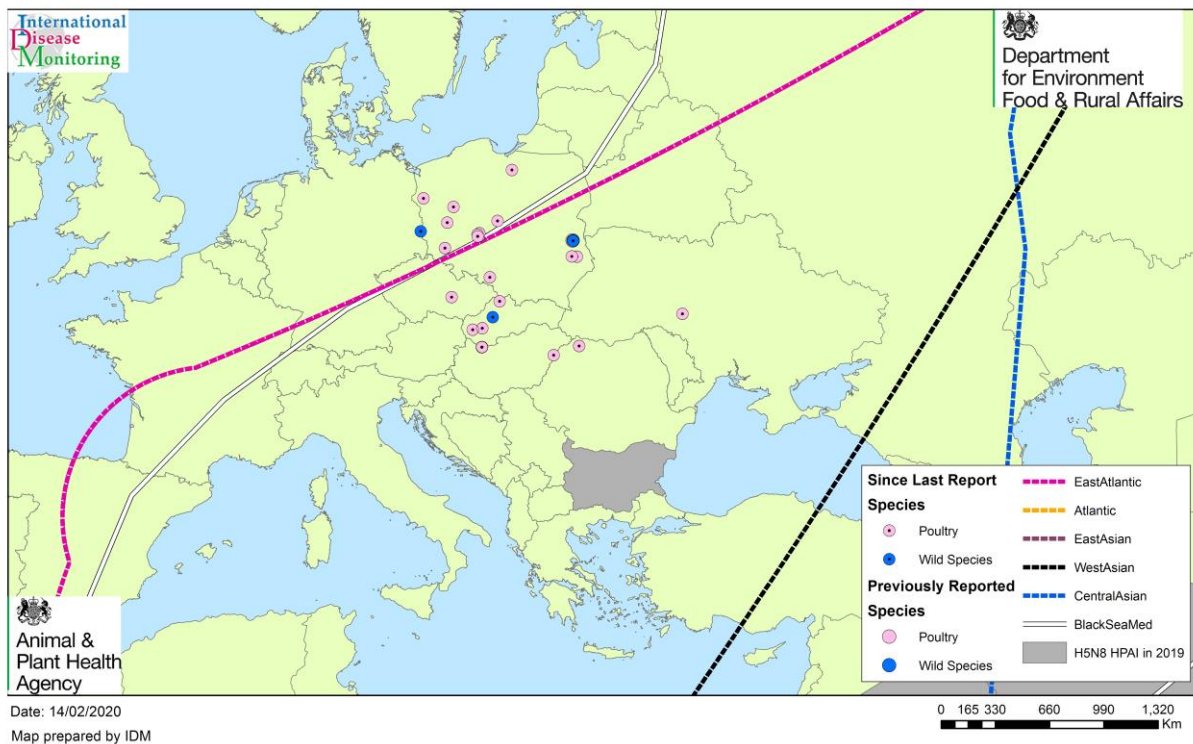 International
Disease
Monitoring
Department
for Environment
Food & Rural Affairs
Since Last Report
Species
Poultry
Wild Species
Previously Reported
Species
Poultry
Wild Species
EastAtlantic
Atlantic
EastAsian
WestAsian
CentralAsian
BlackSeaMed
H5N8 HPAI in 2019
Animal &
Plant Health
Agency
Date: 14/02/2020
Map prepared by IDM
0 165 330 660 990 1,320
Km